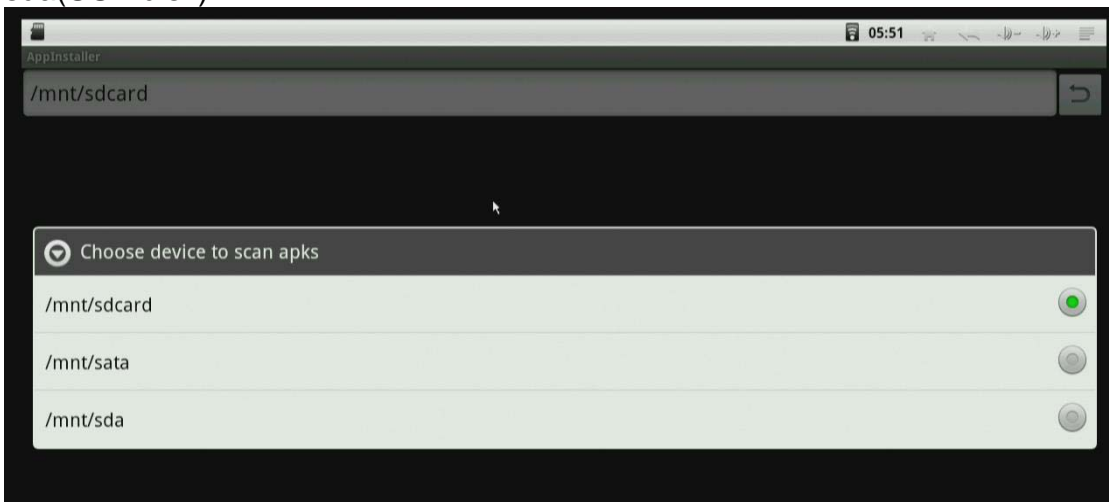 05:51
AppInstaller
/mnt/sdcard
Choose device to scan apks
/mnt/sdcard
/mnt/sata
/mnt/sda